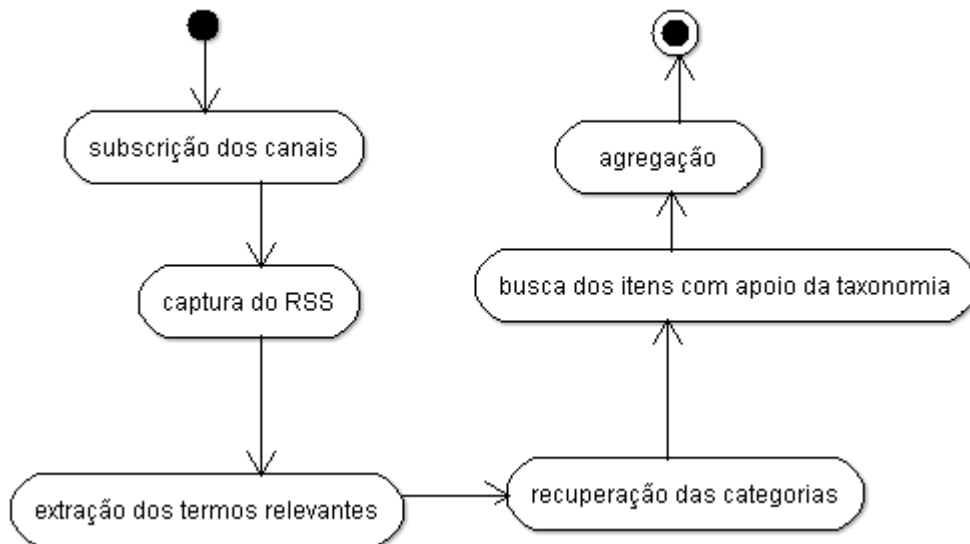 subscrição dos canais
captura do RSS
extração dos termos relevantes
recuperação das categorias
busca dos itens com apoio da taxonomia
agregação